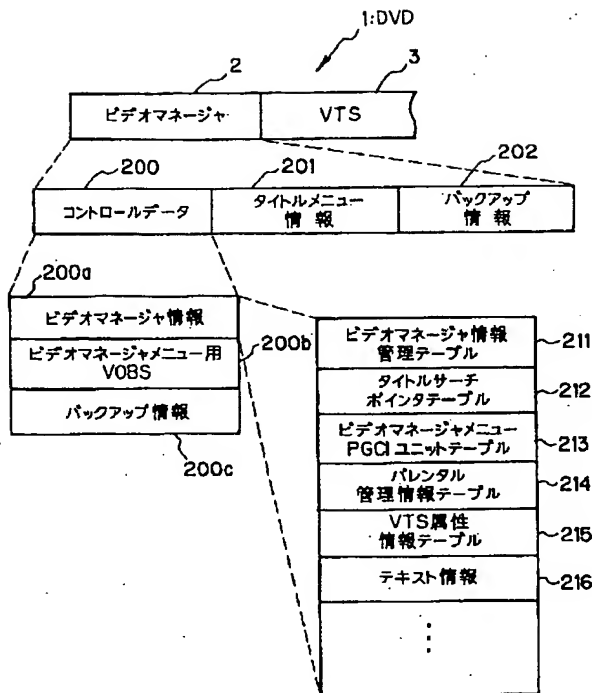 1:DVD
2
3
ビデオマネージャ
VTS
200
201
202
コントロールデータ
タイトルメニュー
情報
バックアップ
情報
200a
ビデオマネージャ情報
ビデオマネージャメニュー用
VOBS
200b
バックアップ情報
200c
ビデオマネージャ情報
管理テーブル
211
タイトルサーチ
ポインタテーブル
212
ビデオマネージャメニュー
PGCIユニットテーブル
213
パレンタル
管理情報テーブル
214
VTS属性
情報テーブル
215
テキスト情報
216
⋮